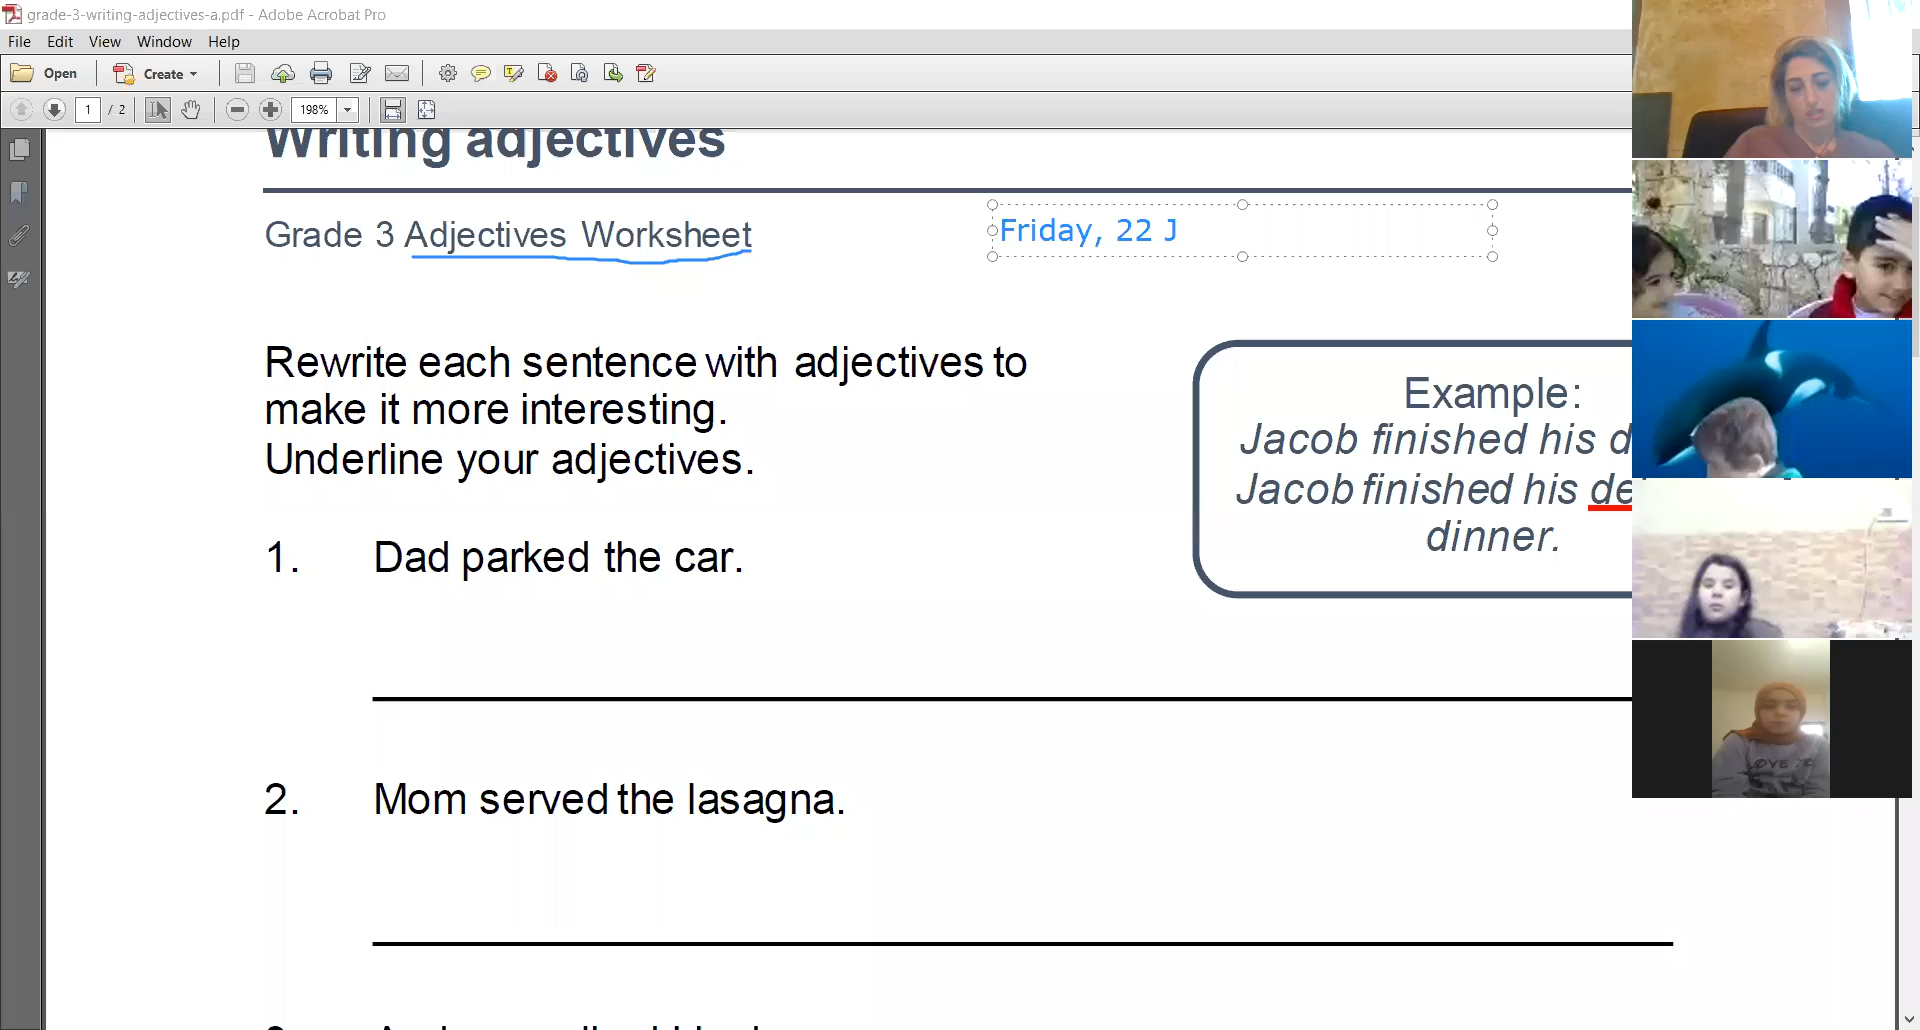 grade-3-writing-adjectives-a.pdf - Adobe Acrobat Pro
File Edit View Window Help
Open Create
1 / 2 198%
Writing adjectives
Grade 3 Adjectives Worksheet
Friday, 22 J
Rewrite each sentence with adjectives to
make it more interesting.
Underline your adjectives.
Example:
Jacob finished his d
Jacob finished his de
dinner.
1. Dad parked the car.
2. Mom served the lasagna.
LOVE